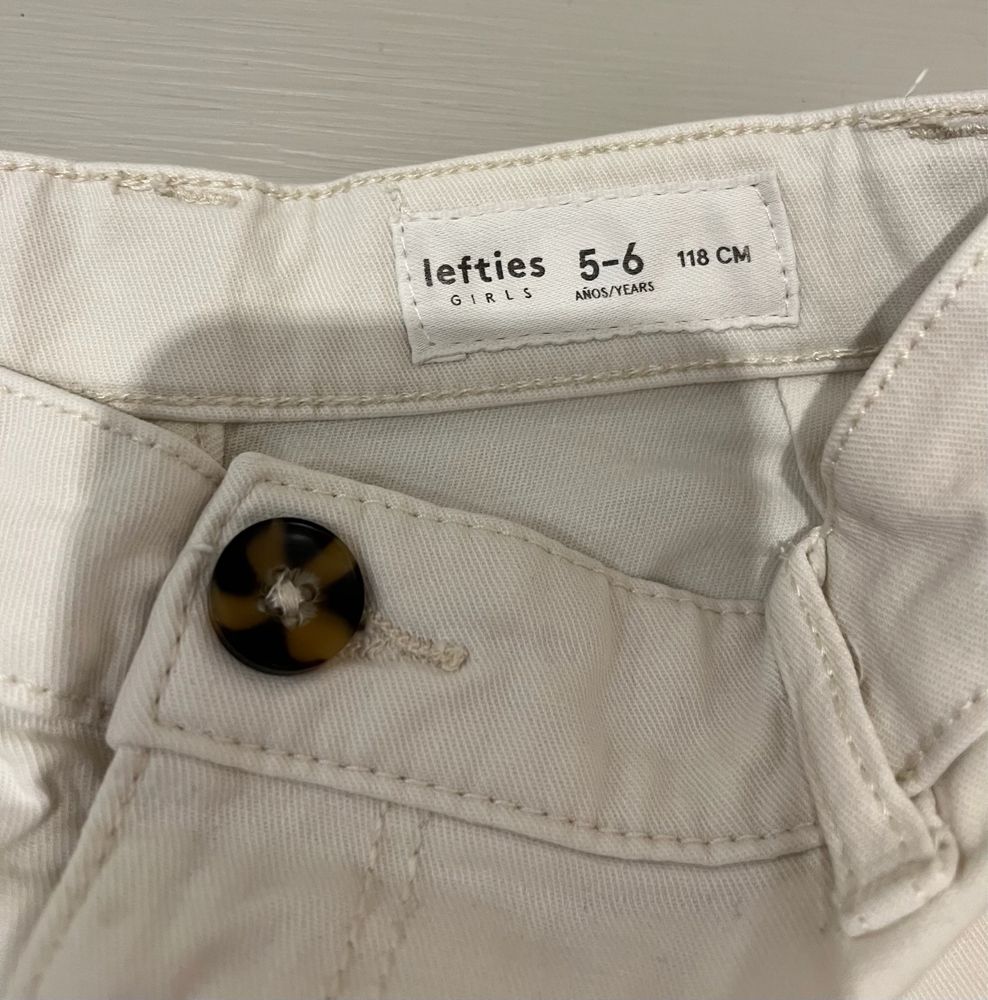 lefties 5-6 118 CM
GIRLS AÑOS/YEARS